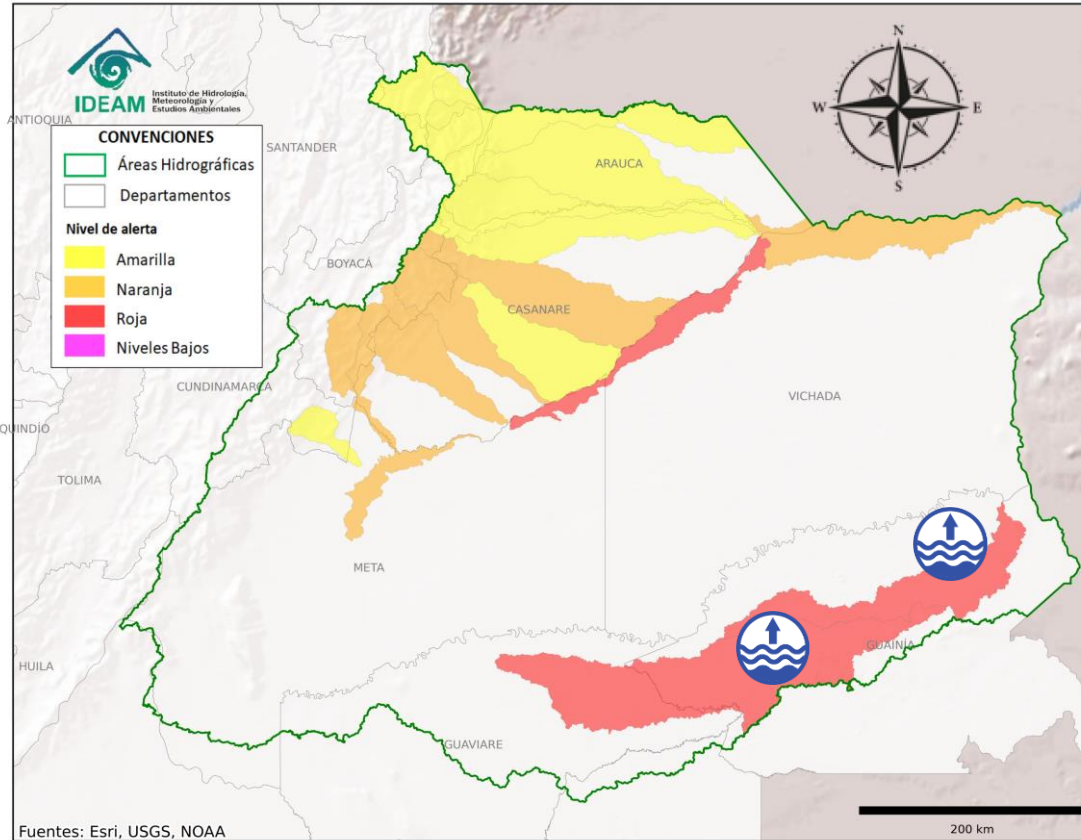 IDEAM
Instituto de Hidrología,
Meteorología y
Estudios Ambientales
CONVENCIONES
Áreas Hidrográficas
Departamentos
Nivel de alerta
Amarilla
Naranja
Roja
Niveles Bajos
N
W
E
S
ANTIOQUIA
SANTANDER
ARAUCA
BOYACÁ
CASANARE
CUNDINAMARCA
VICHADA
QUINDÍO
TOLIMA
META
HUILA
GUAINÍA
GUAVIARE
200 km
Fuentes: Esri, USGS, NOAA